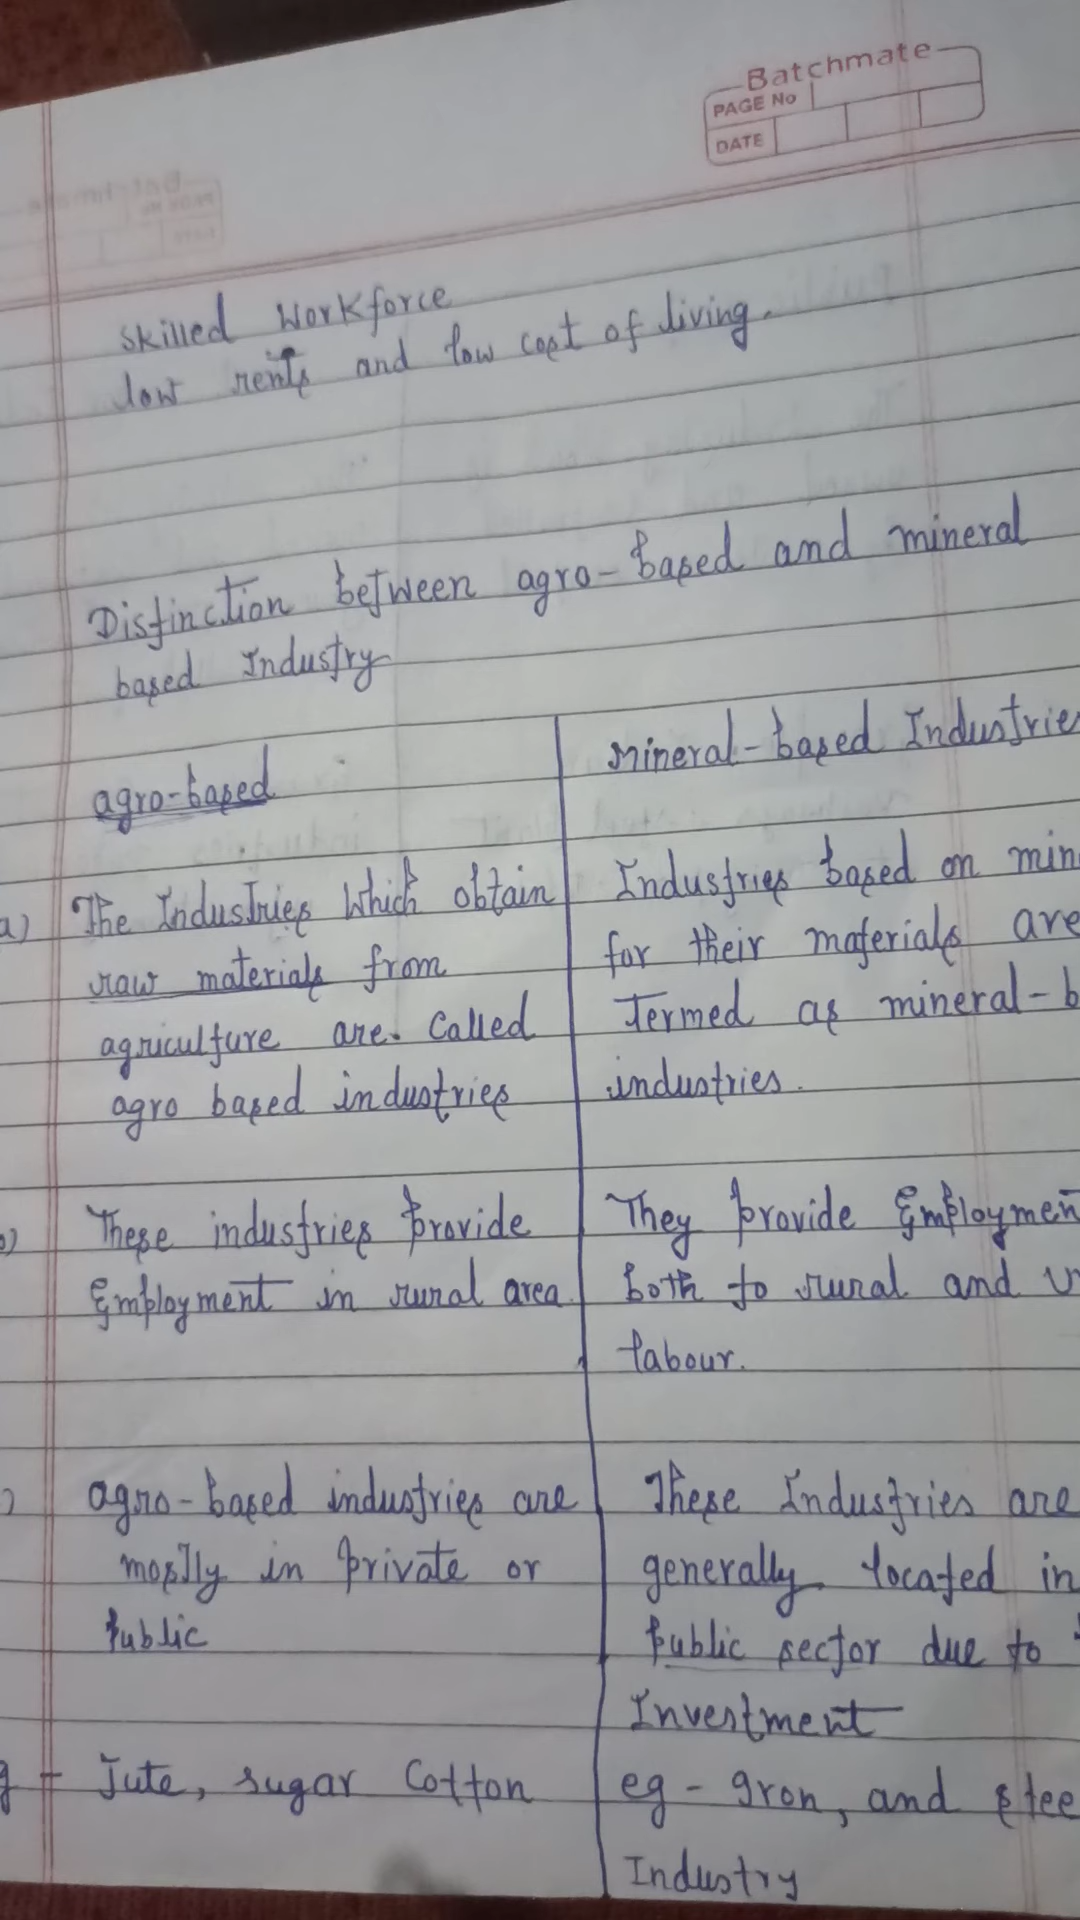 Batchmate
PAGE No
DATE
skilled workforce
low rents and low cost of living.
Distinction between agro-based and mineral
based Industry
agro-based
a) The Industries which obtain
raw materials from
agriculture are. called
agro based industries
These industries provide
Employment in rural area.
agro-based industries are
mostly in private or
public
Jute, sugar cotton
Mineral-based Industrie
Industries based on min
for their materials are
termed as mineral-b
industries.
They provide Employmen
both to rural and u
labour.
These Industries are
generally located in
public sector due to
Investment
eg - Iron, and stee
Industry